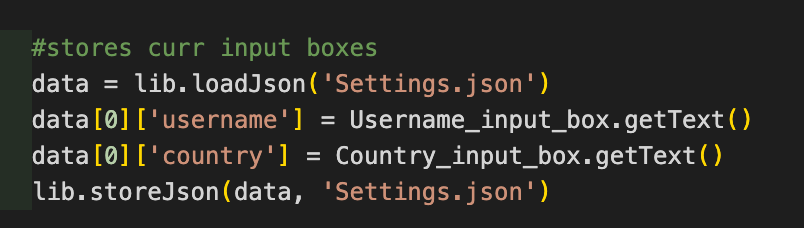 #stores curr input boxes
data = lib.loadJson('Settings.json')
data[0]['username'] = Username_input_box.getText()
data[0]['country'] = Country_input_box.getText()
lib.storeJson(data, 'Settings.json')